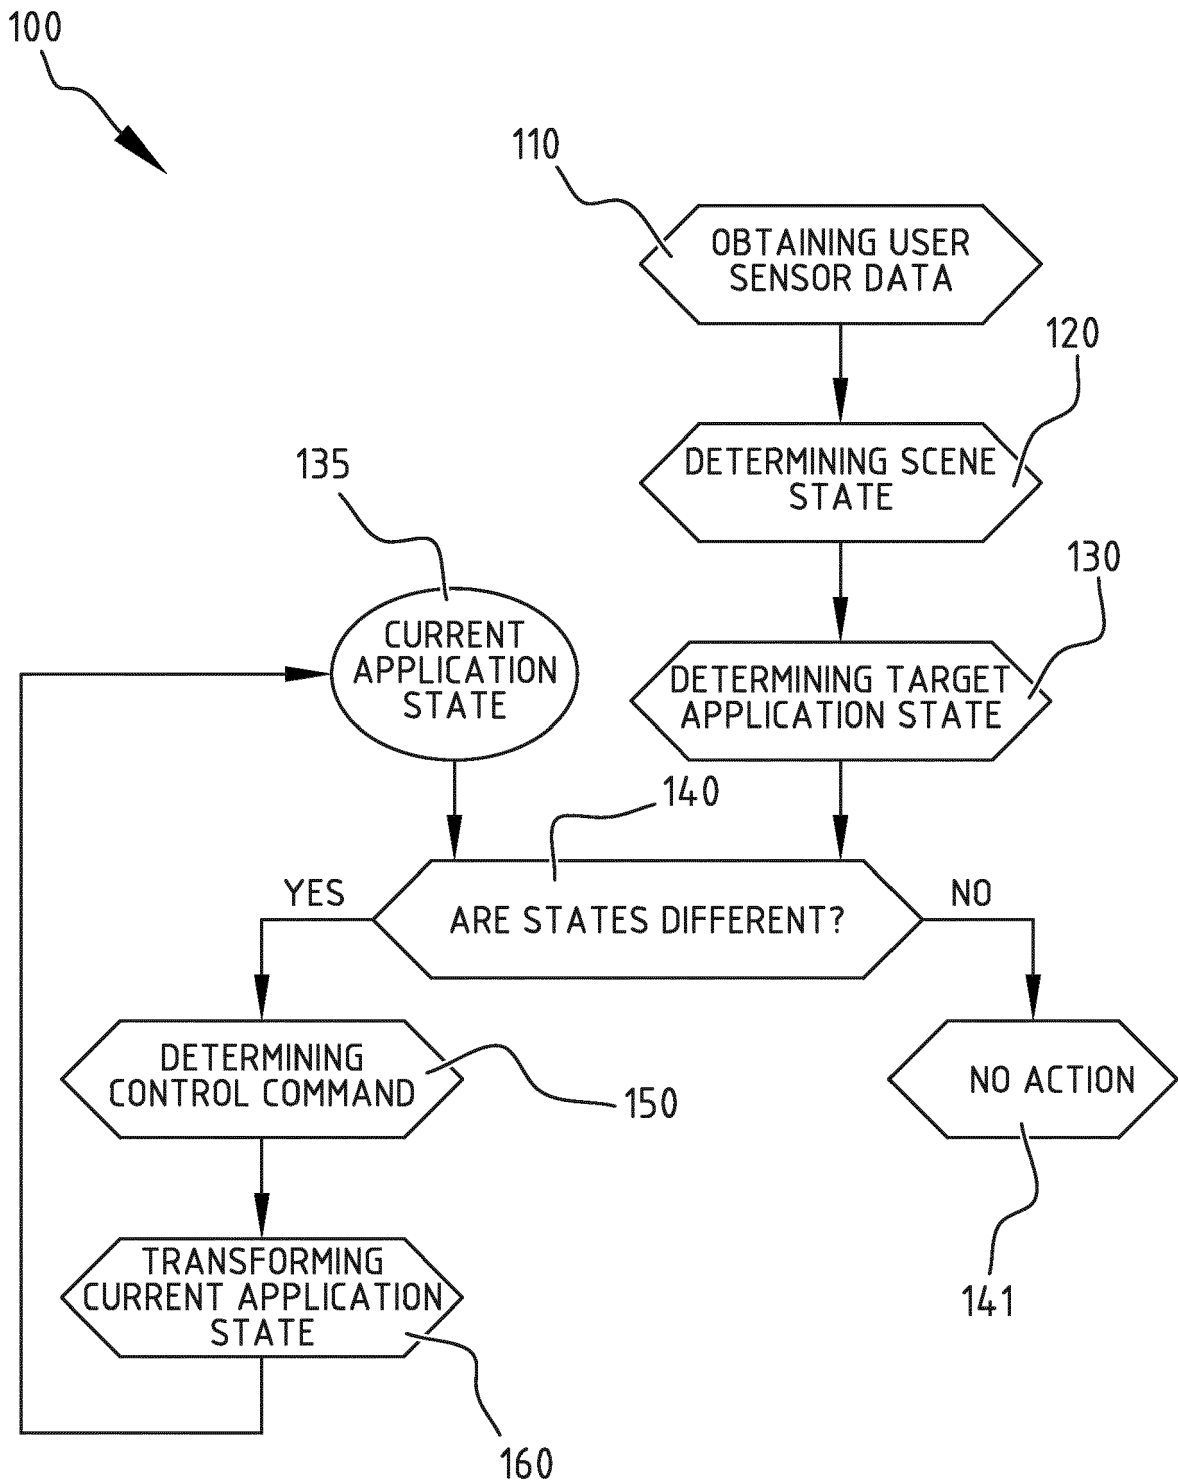 100
110
OBTAINING USER
SENSOR DATA
120
DETERMINING SCENE
STATE
135
130
CURRENT
APPLICATION
STATE
DETERMINING TARGET
APPLICATION STATE
140
YES
ARE STATES DIFFERENT?
NO
DETERMINING
CONTROL COMMAND
150
NO ACTION
TRANSFORMING
CURRENT APPLICATION
STATE
141
160